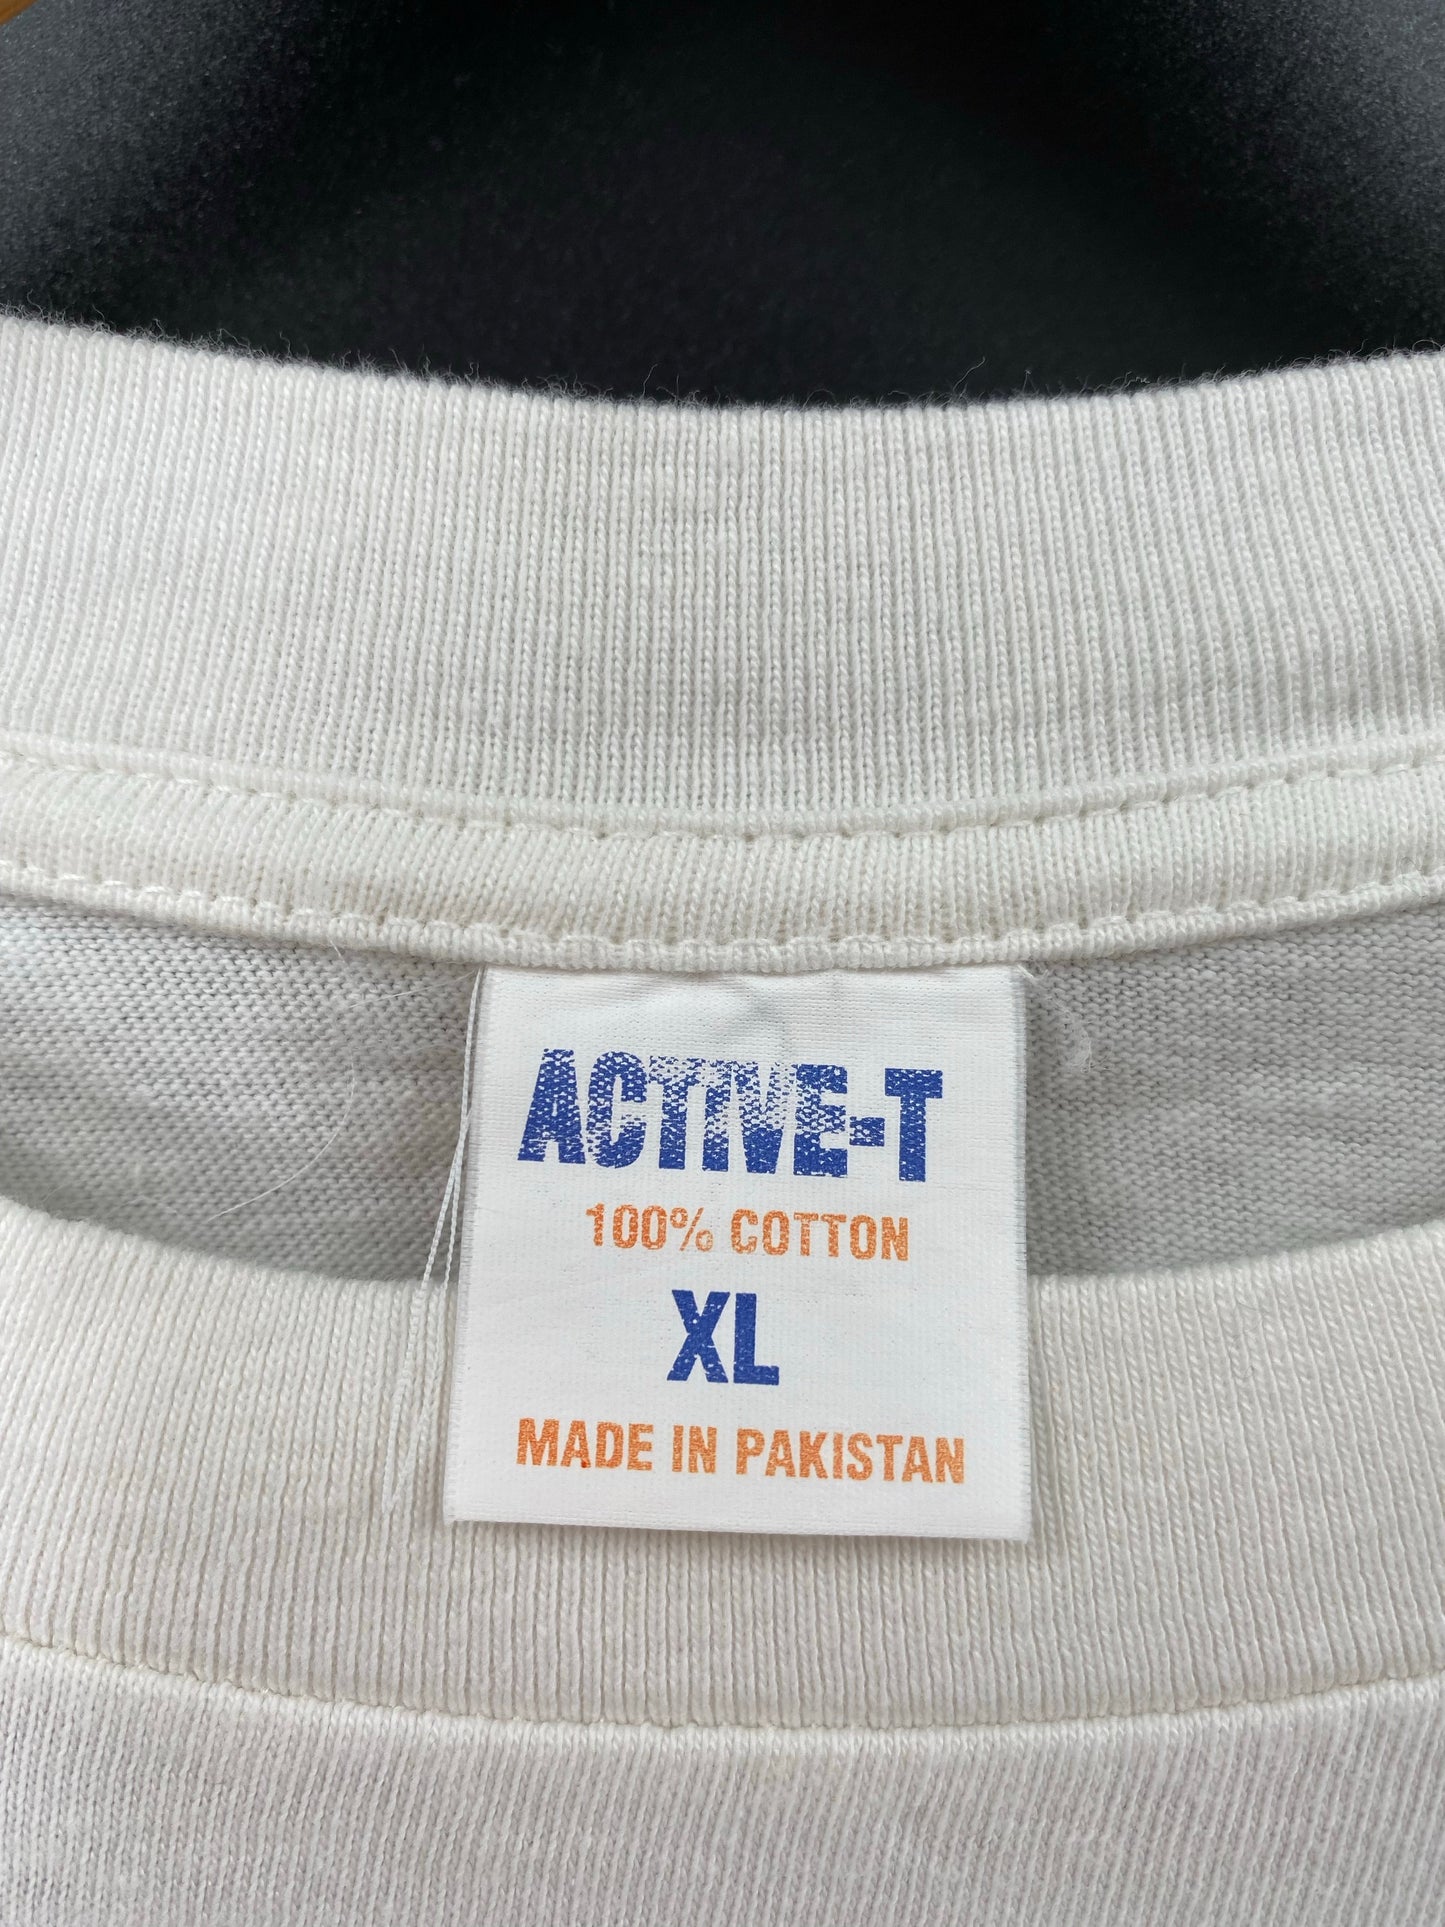 ACTIVE-T
100% COTTON
XL
MADE IN PAKISTAN